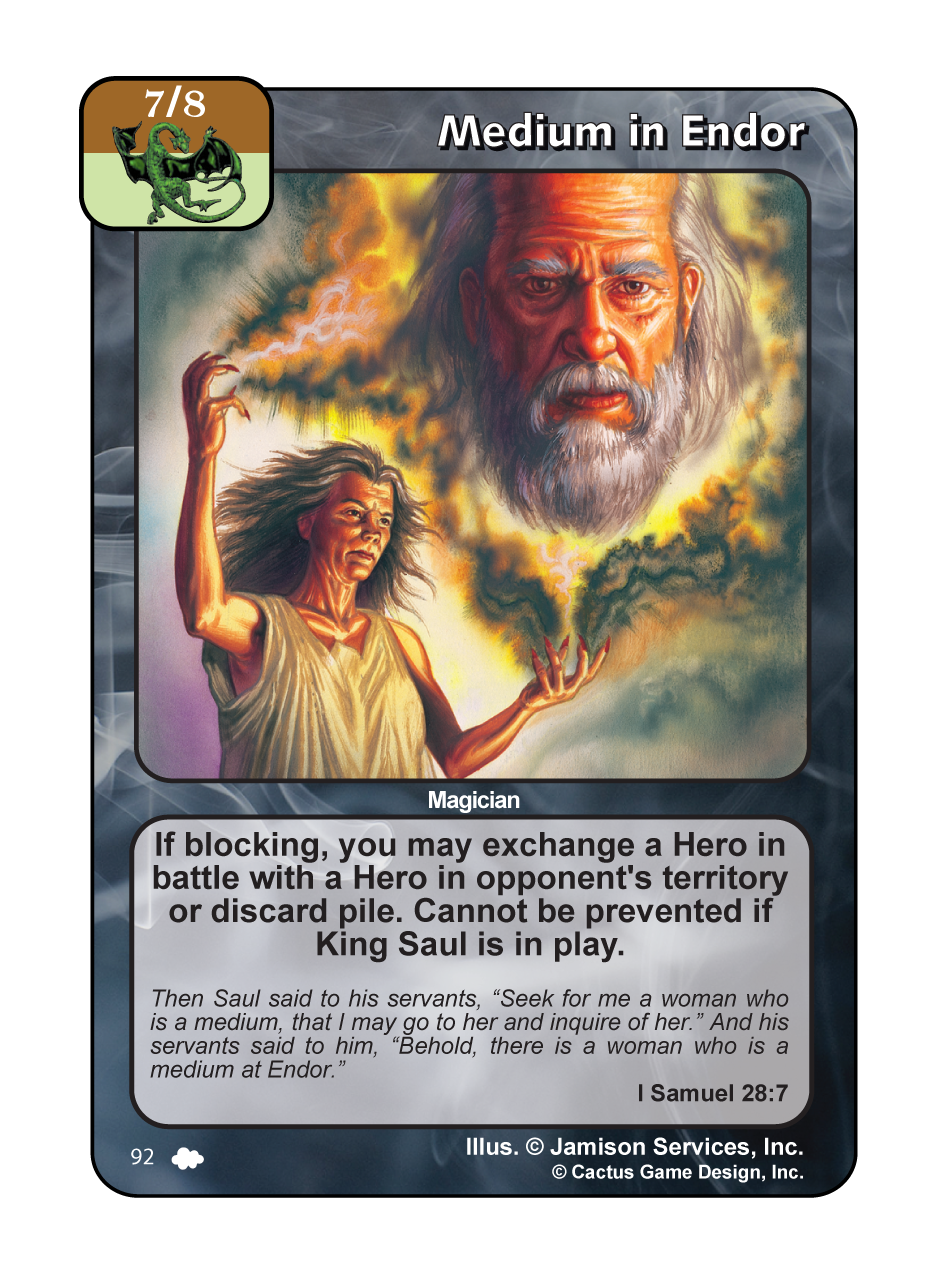 7/8
Medium in Endor
Magician
If blocking, you may exchange a Hero in
battle with a Hero in opponent's territory
or discard pile. Cannot be prevented if
King Saul is in play.
Then Saul said to his servants, “Seek for me a woman who
is a medium, that I may go to her and inquire of her.” And his
servants said to him, “Behold, there is a woman who is a
medium at Endor.”
I Samuel 28:7
92
Illus. © Jamison Services, Inc.
© Cactus Game Design, Inc.